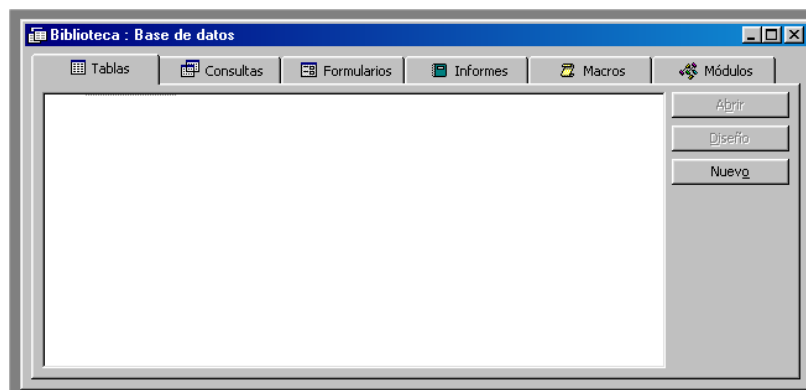 Biblioteca : Base de datos
Tablas Consultas Formularios Informes Macros Módulos
Abrir
Diseño
Nuevo